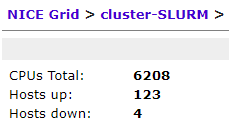 NICE Grid > cluster-SLURM >
CPUs Total: 6208
Hosts up: 123
Hosts down: 4